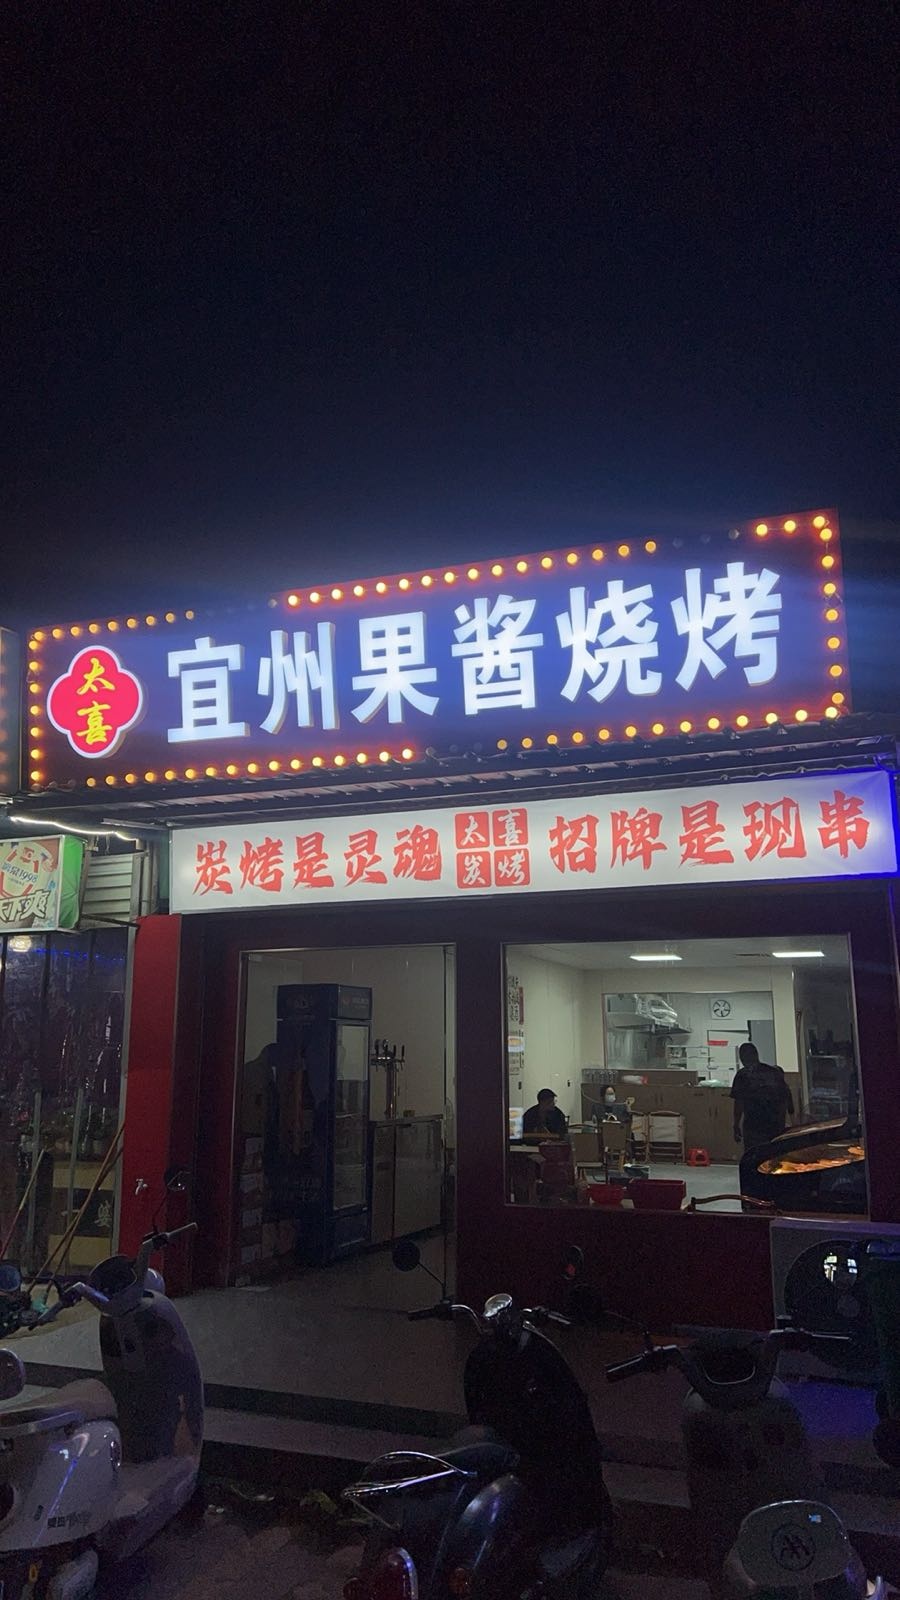 太喜
宜州果酱烧烤
炭烤是灵魂
太喜
炭烤
招牌是现串